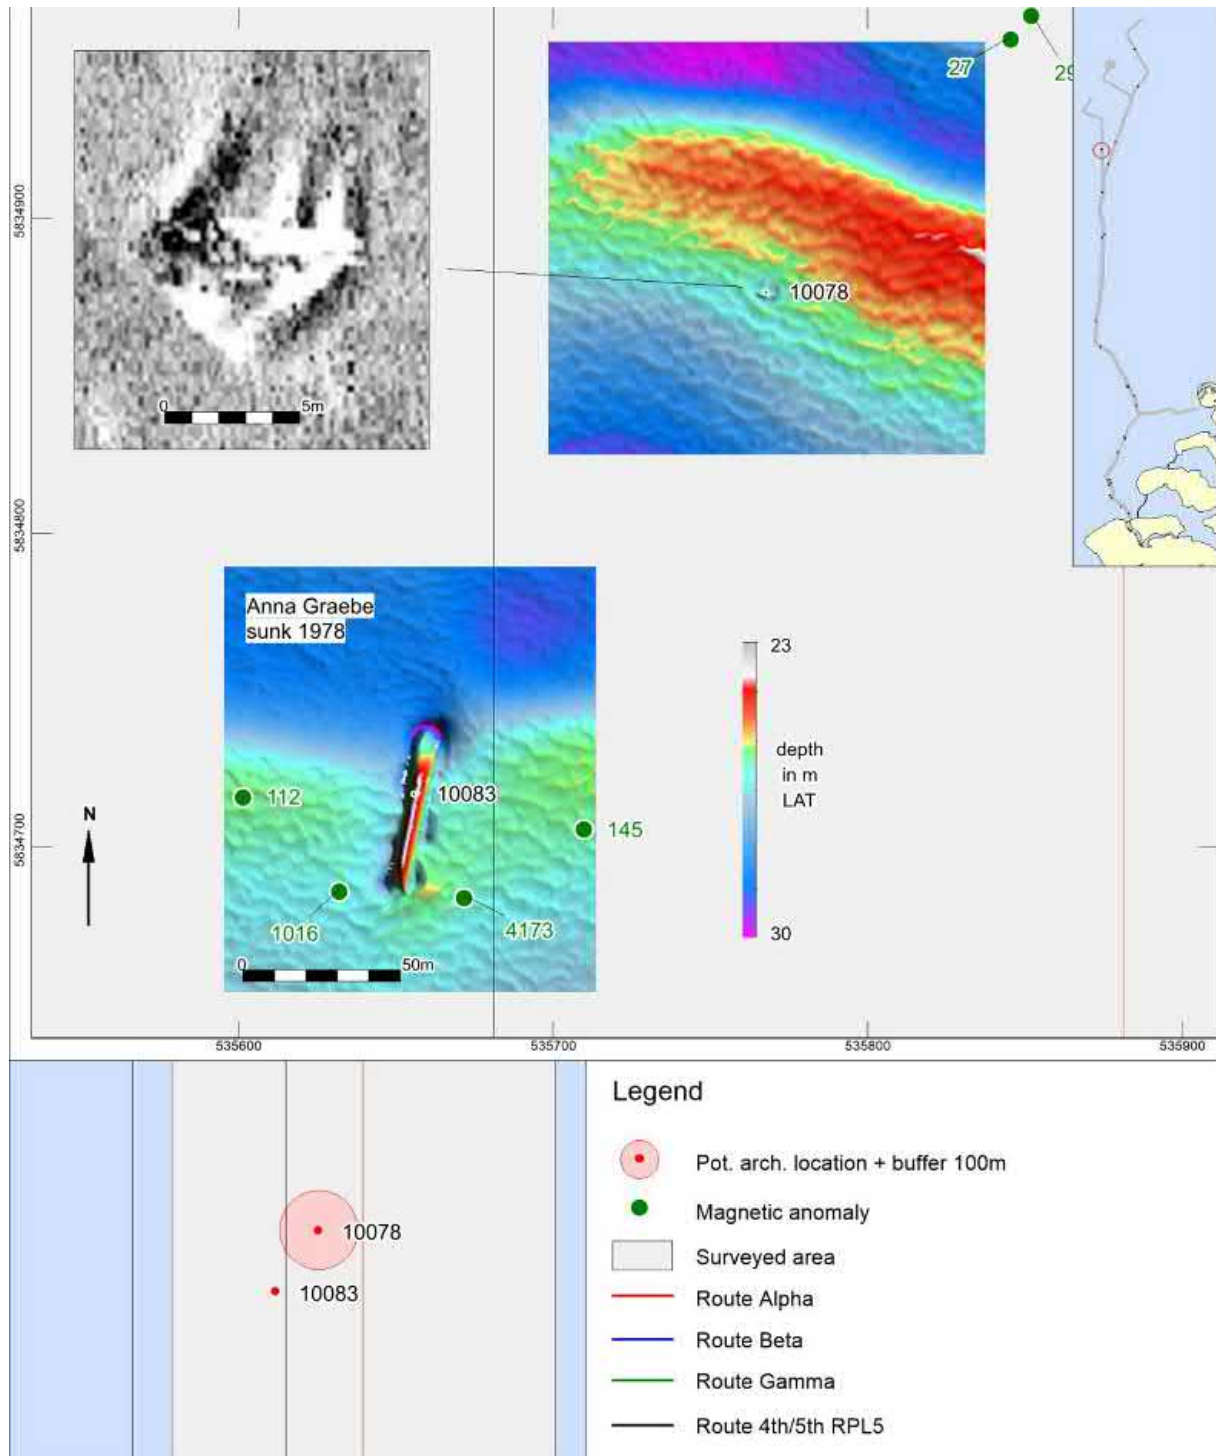 27
29
5834900
10078
0 5m
5834800
Anna Graebe
sunk 1978
23
depth
in m
LAT
30
N
112
10083
145
5834700
1016
4173
0 50m
535600
535700
535800
535900
Legend
Pot. arch. location + buffer 100m
10078
Magnetic anomaly
Surveyed area
10083
Route Alpha
Route Beta
Route Gamma
Route 4th/5th RPL5